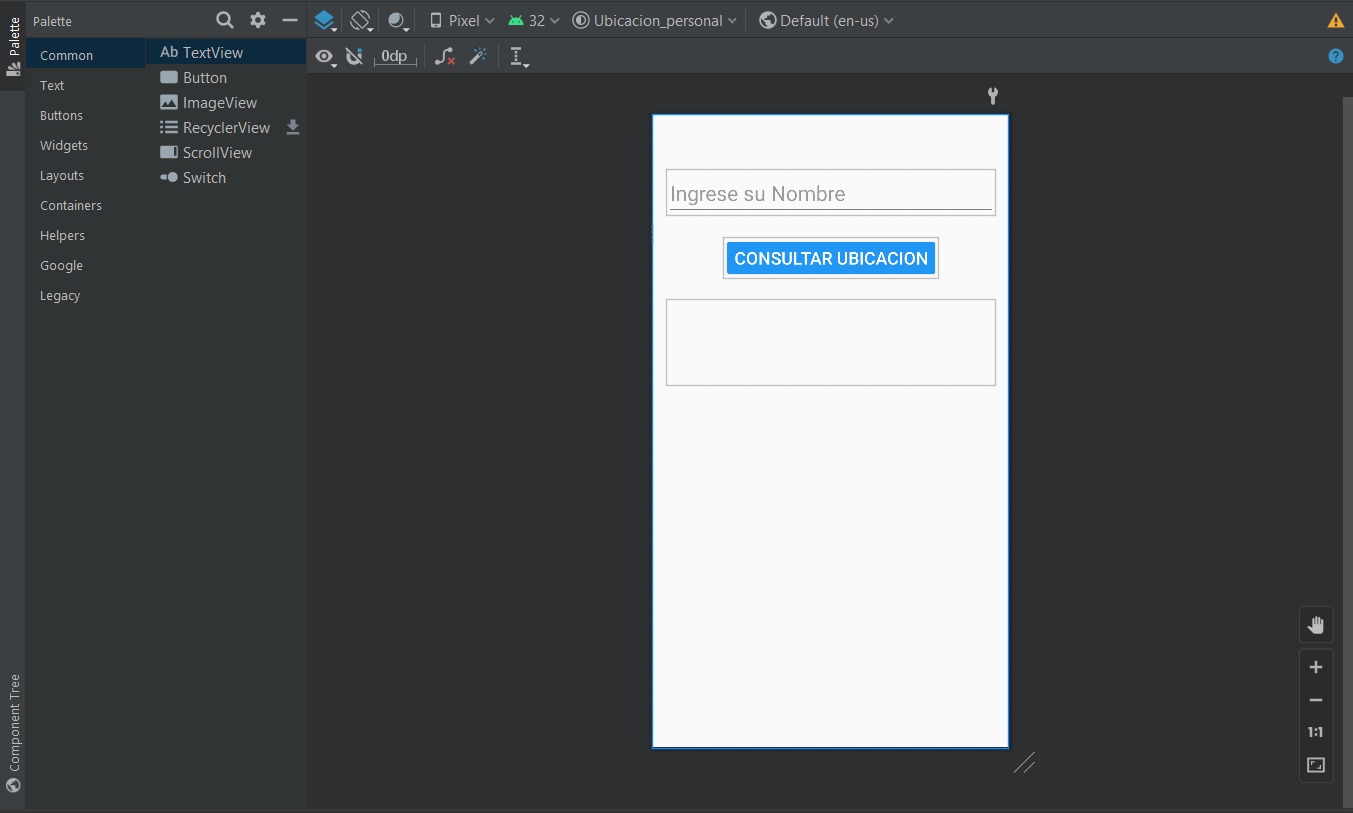 Palette
Palette
Pixel
32
Ubicacion_personal
Default (en-us)
Common
Text
Buttons
Widgets
Layouts
Containers
Helpers
Google
Legacy
Ab TextView
Button
ImageView
RecyclerView
ScrollView
Switch
0dp
?
Ingrese su Nombre
CONSULTAR UBICACION
1:1
Component Tree